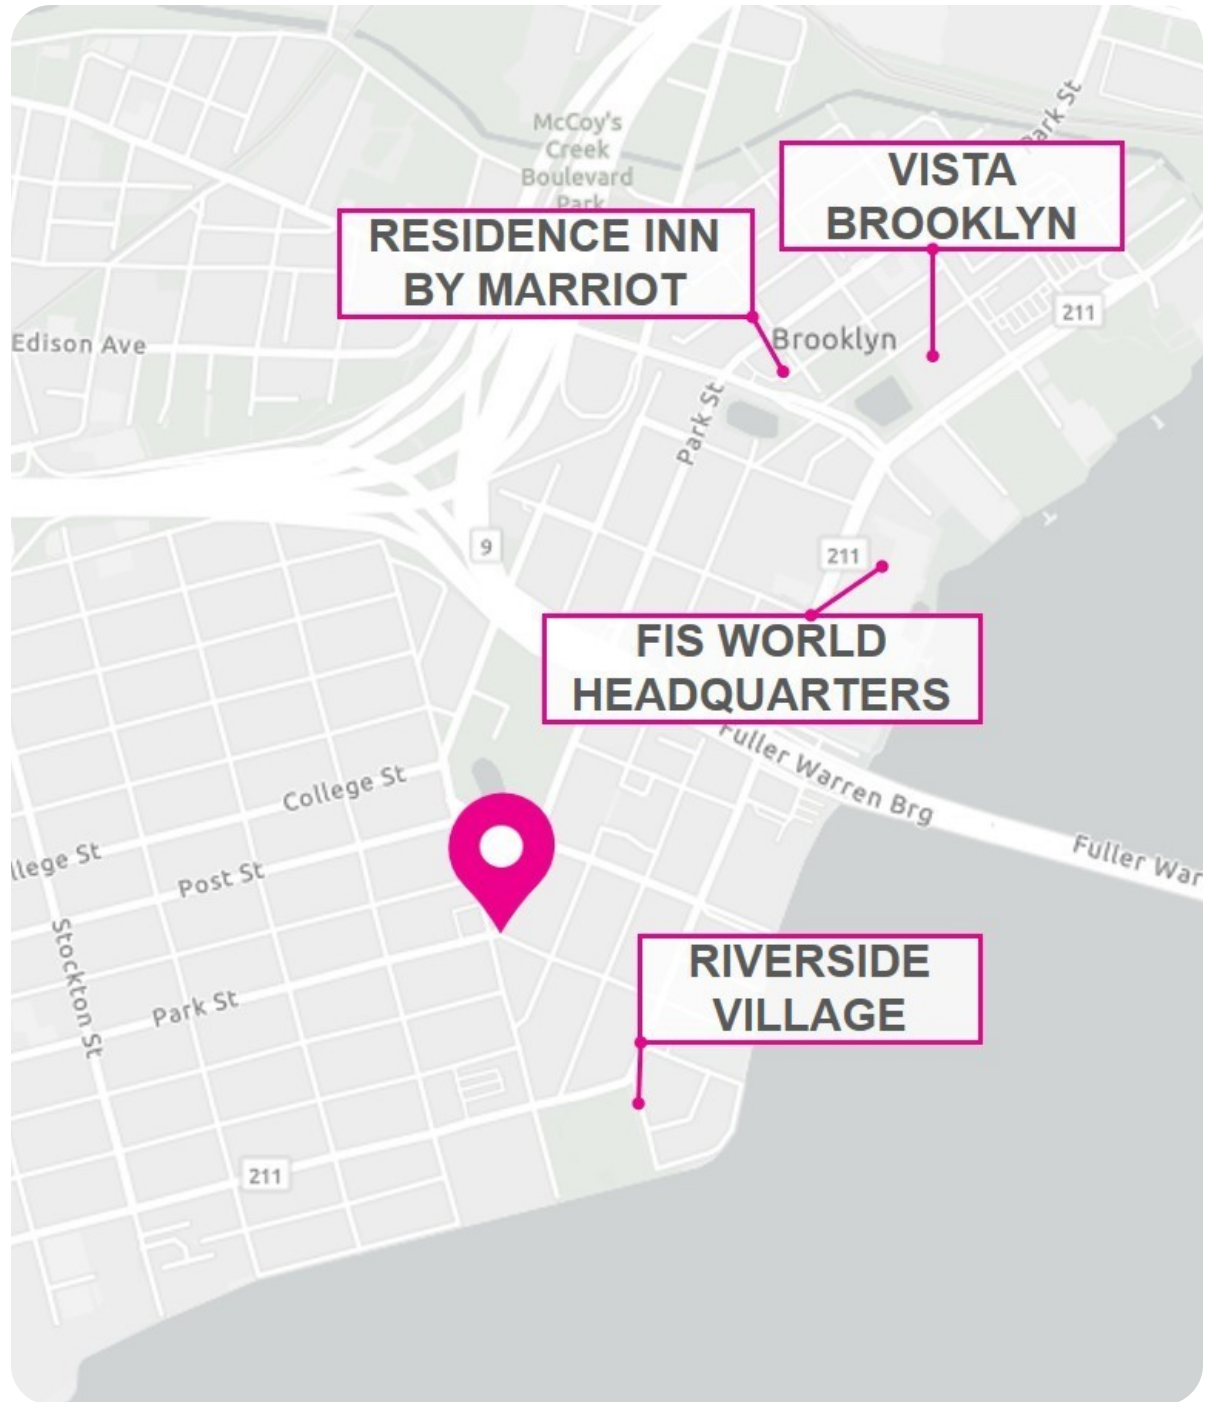 McCoy's
Creek
Boulevard
Park
Park St
VISTA
BROOKLYN
RESIDENCE INN
BY MARRIOT
211
Edison Ave
Brooklyn
Park St
9
211
FIS WORLD
HEADQUARTERS
Fuller Warren Brg
Fuller War
College St
llege St
Post St
Stockton St
Park St
RIVERSIDE
VILLAGE
211